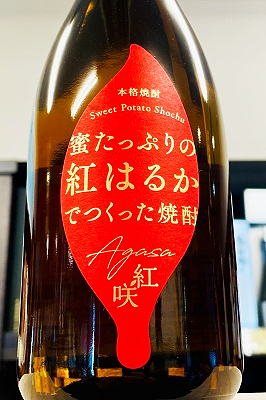 本格焼酎
Sweet Potato Shochu
蜜たっぷりの
紅はるか
でつくった焼酎
Agasa
紅咲